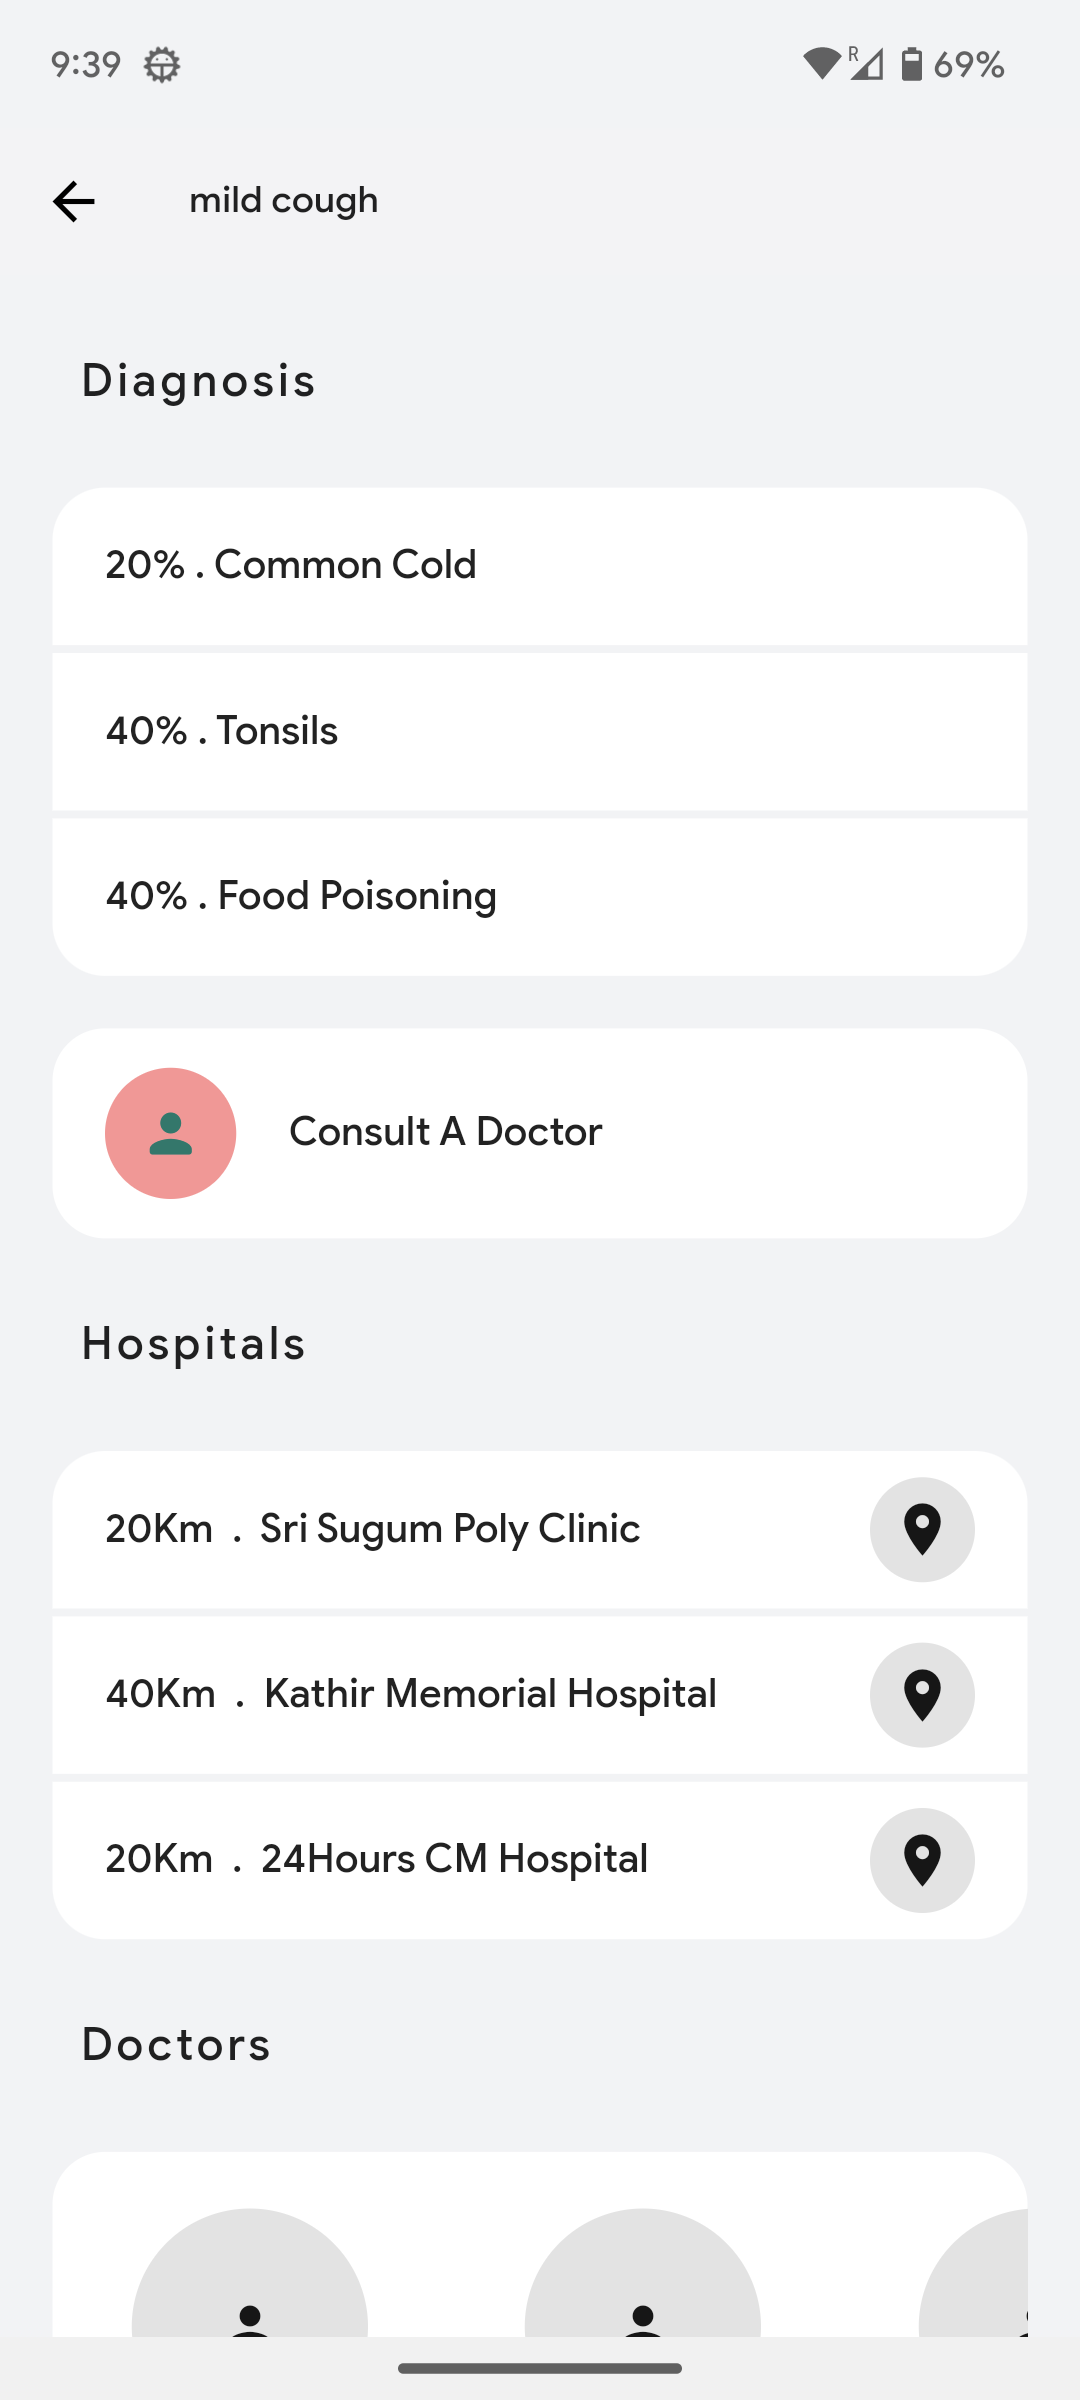 9:39 R 69%
mild cough
Diagnosis
20% . Common Cold
40% . Tonsils
40% . Food Poisoning
Consult A Doctor
Hospitals
20Km . Sri Sugum Poly Clinic
40Km . Kathir Memorial Hospital
20Km . 24Hours CM Hospital
Doctors